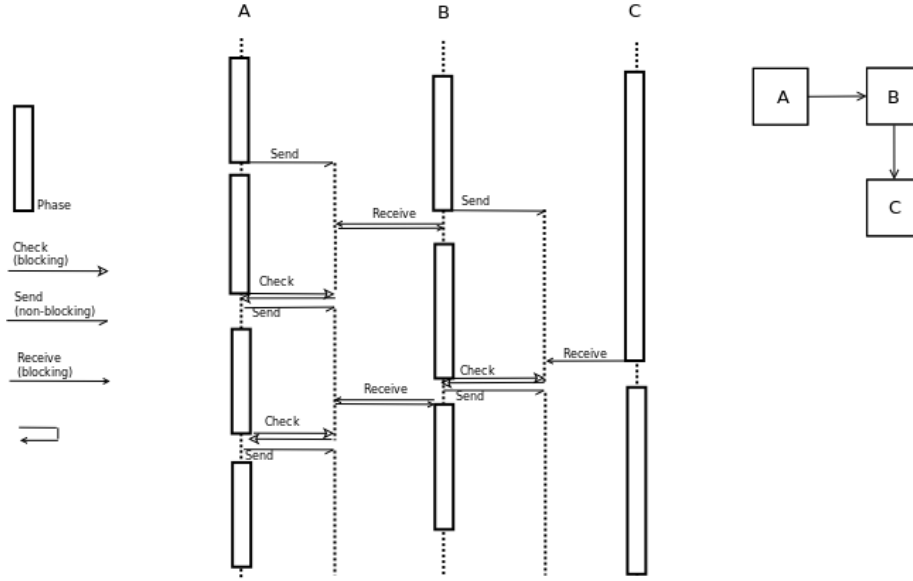 A
B
C
A
B
Send
Phase
Send
Receive
C
Check
(blocking)
Check
Send
(non-blocking)
Send
Receive
(blocking)
Receive
Check
Receive
Send
Check
Send